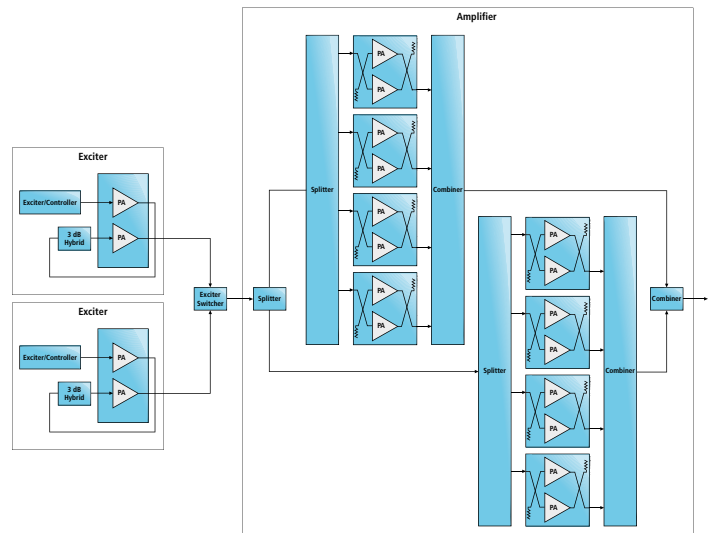 Amplifier
Exciter
Exciter/Controller
PA
3 dB
Hybrid
PA
Exciter
Exciter/Controller
PA
3 dB
Hybrid
PA
Exciter
Switcher
Splitter
Splitter
PA
PA
PA
PA
PA
PA
PA
PA
Combiner
Splitter
PA
PA
PA
PA
PA
PA
PA
PA
Combiner
Combiner